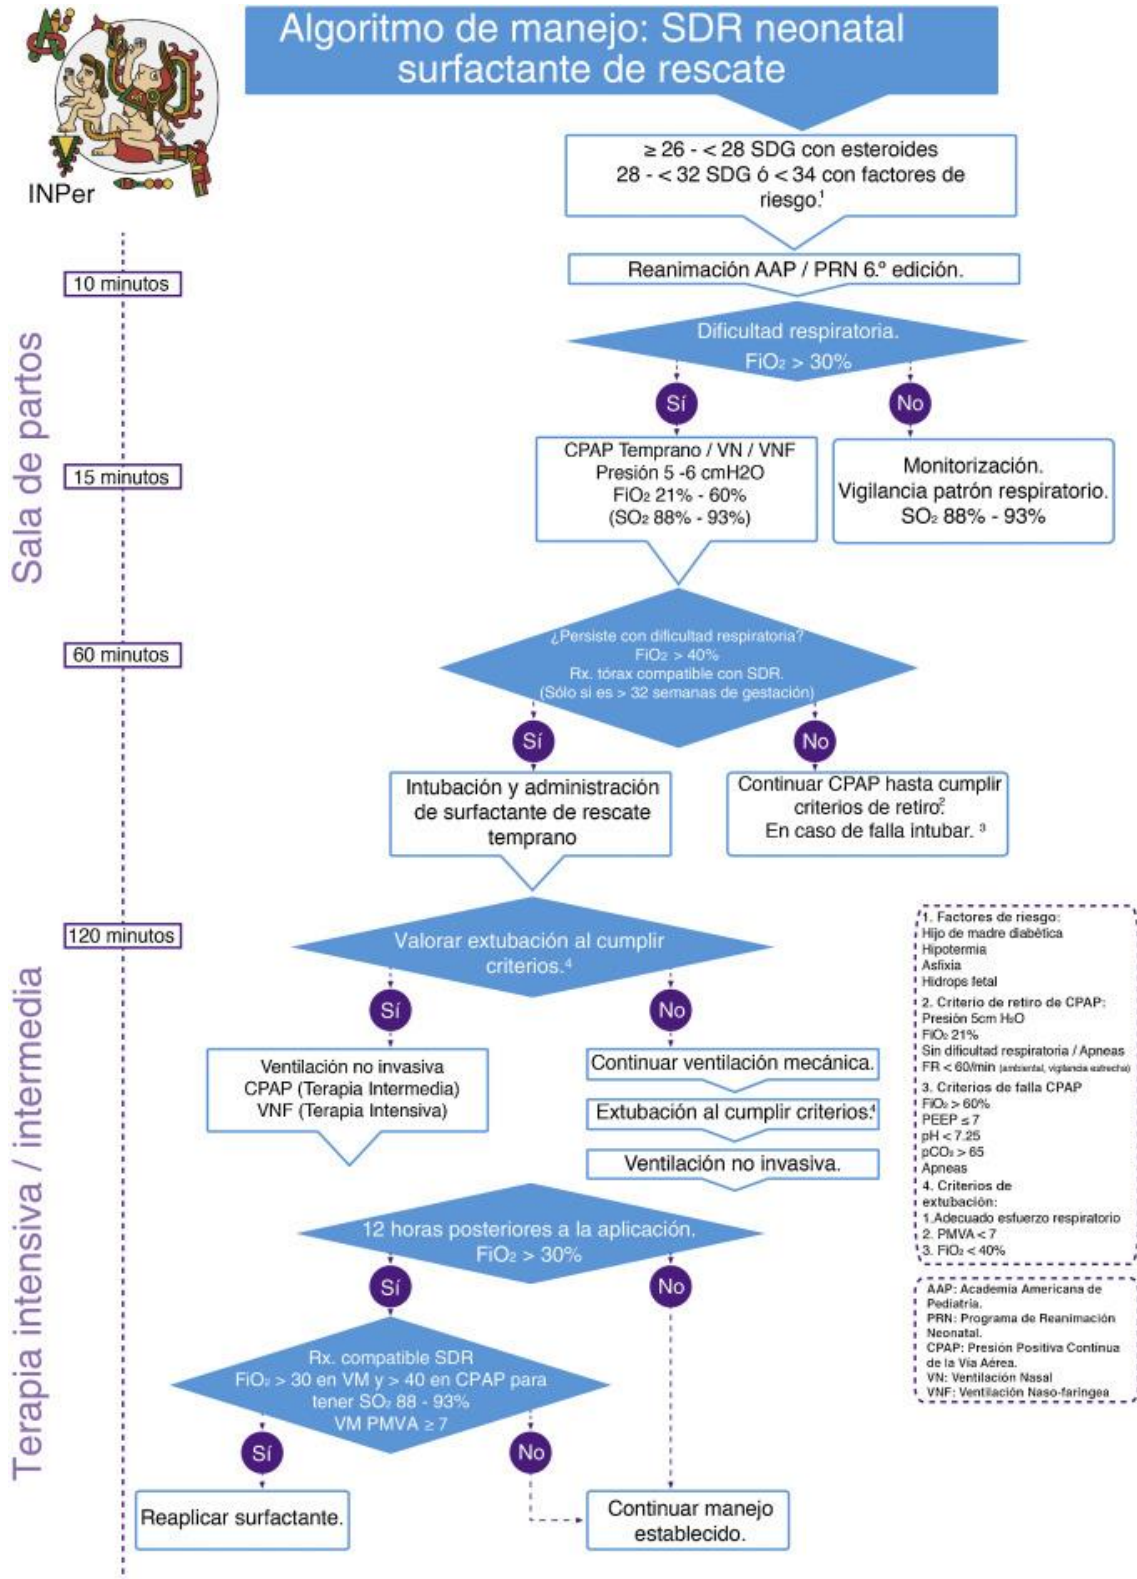 Algoritmo de manejo: SDR neonatal
surfactante de rescate
INPer
≥ 26 - < 28 SDG con esteroides
28 - < 32 SDG ó < 34 con factores de
riesgo.¹
10 minutos
Reanimación AAP / PRN 6.º edición.
Dificultad respiratoria.
FiO₂ > 30%
Sí
No
Sala de partos
15 minutos
CPAP Temprano / VN / VNF
Presión 5 -6 cmH2O
FiO₂ 21% - 60%
(SO₂ 88% - 93%)
Monitorización.
Vigilancia patrón respiratorio.
SO₂ 88% - 93%
60 minutos
¿Persiste con dificultad respiratoria?
FiO₂ > 40%
Rx. tórax compatible con SDR.
(Sólo si es > 32 semanas de gestación)
Sí
No
Intubación y administración
de surfactante de rescate
temprano
Continuar CPAP hasta cumplir
criterios de retiro.²
En caso de falla intubar. ³
120 minutos
Valorar extubación al cumplir
criterios.⁴
Sí
No
Terapia intensiva / intermedia
Ventilación no invasiva
CPAP (Terapia Intermedia)
VNF (Terapia Intensiva)
Continuar ventilación mecánica.
Extubación al cumplir criterios.⁴
Ventilación no invasiva.
12 horas posteriores a la aplicación.
FiO₂ > 30%
Sí
No
Rx. compatible SDR
FiO₂ > 30 en VM y > 40 en CPAP para
tener SO₂ 88 - 93%
VM PMVA ≥ 7
Sí
No
Reaplicar surfactante.
Continuar manejo
establecido.
1. Factores de riesgo:
Hijo de madre diabética
Hipotermia
Asfixia
Hidrops fetal
2. Criterio de retiro de CPAP:
Presión 5cm H₂O
FiO₂ 21%
Sin dificultad respiratoria / Apneas
FR < 60/min (ambiental, vigilancia estrecha)
3. Criterios de falla CPAP
FiO₂ > 60%
PEEP ≤ 7
pH < 7.25
pCO₂ > 65
Apneas
4. Criterios de
extubación:
1.Adecuado esfuerzo respiratorio
2. PMVA < 7
3. FiO₂ < 40%
AAP: Academia Americana de
Pediatría.
PRN: Programa de Reanimación
Neonatal.
CPAP: Presión Positiva Continua
de la Vía Aérea.
VN: Ventilación Nasal
VNF: Ventilación Naso-faríngea